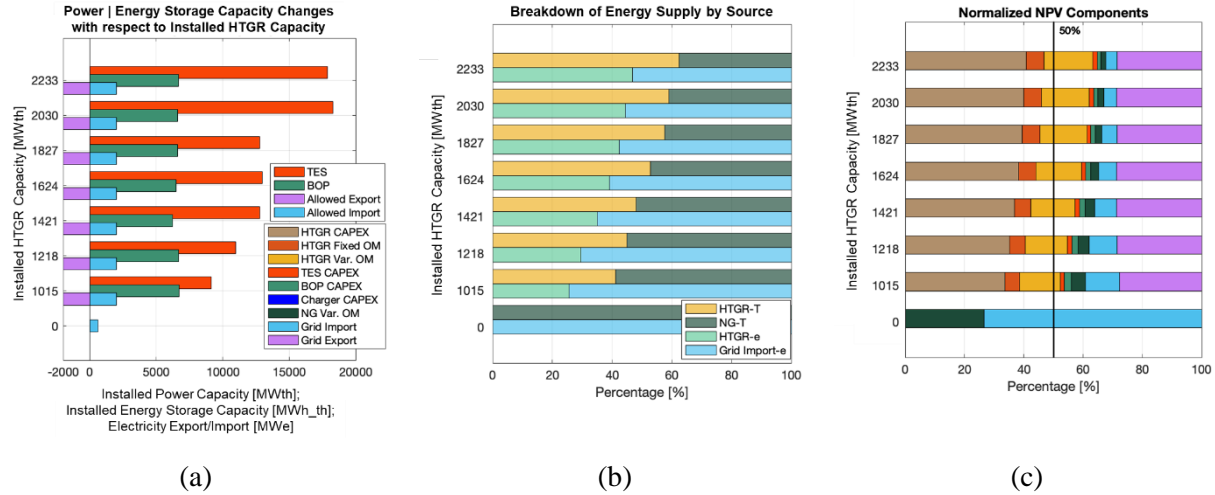 Power | Energy Storage Capacity Changes
with respect to Installed HTGR Capacity
Installed HTGR Capacity [MWth]
2233
2030
1827
1624
1421
1218
1015
0
TES
BOP
Allowed Export
Allowed Import
HTGR CAPEX
HTGR Fixed OM
HTGR Var. OM
TES CAPEX
BOP CAPEX
Charger CAPEX
NG Var. OM
Grid Import
Grid Export
-2000 0 5000 10000 15000 20000
Installed Power Capacity [MWth];
Installed Energy Storage Capacity [MWh_th];
Electricity Export/Import [MWe]
(a)
Breakdown of Energy Supply by Source
Installed HTGR Capacity [MWth]
2233
2030
1827
1624
1421
1218
1015
0
HTGR-T
NG-T
HTGR-e
Grid Import-e
0 20 40 60 80 100
Percentage [%]
(b)
Normalized NPV Components
50%
Installed HTGR Capacity [MWth]
2233
2030
1827
1624
1421
1218
1015
0
0 20 40 60 80 100
Percentage [%]
(c)